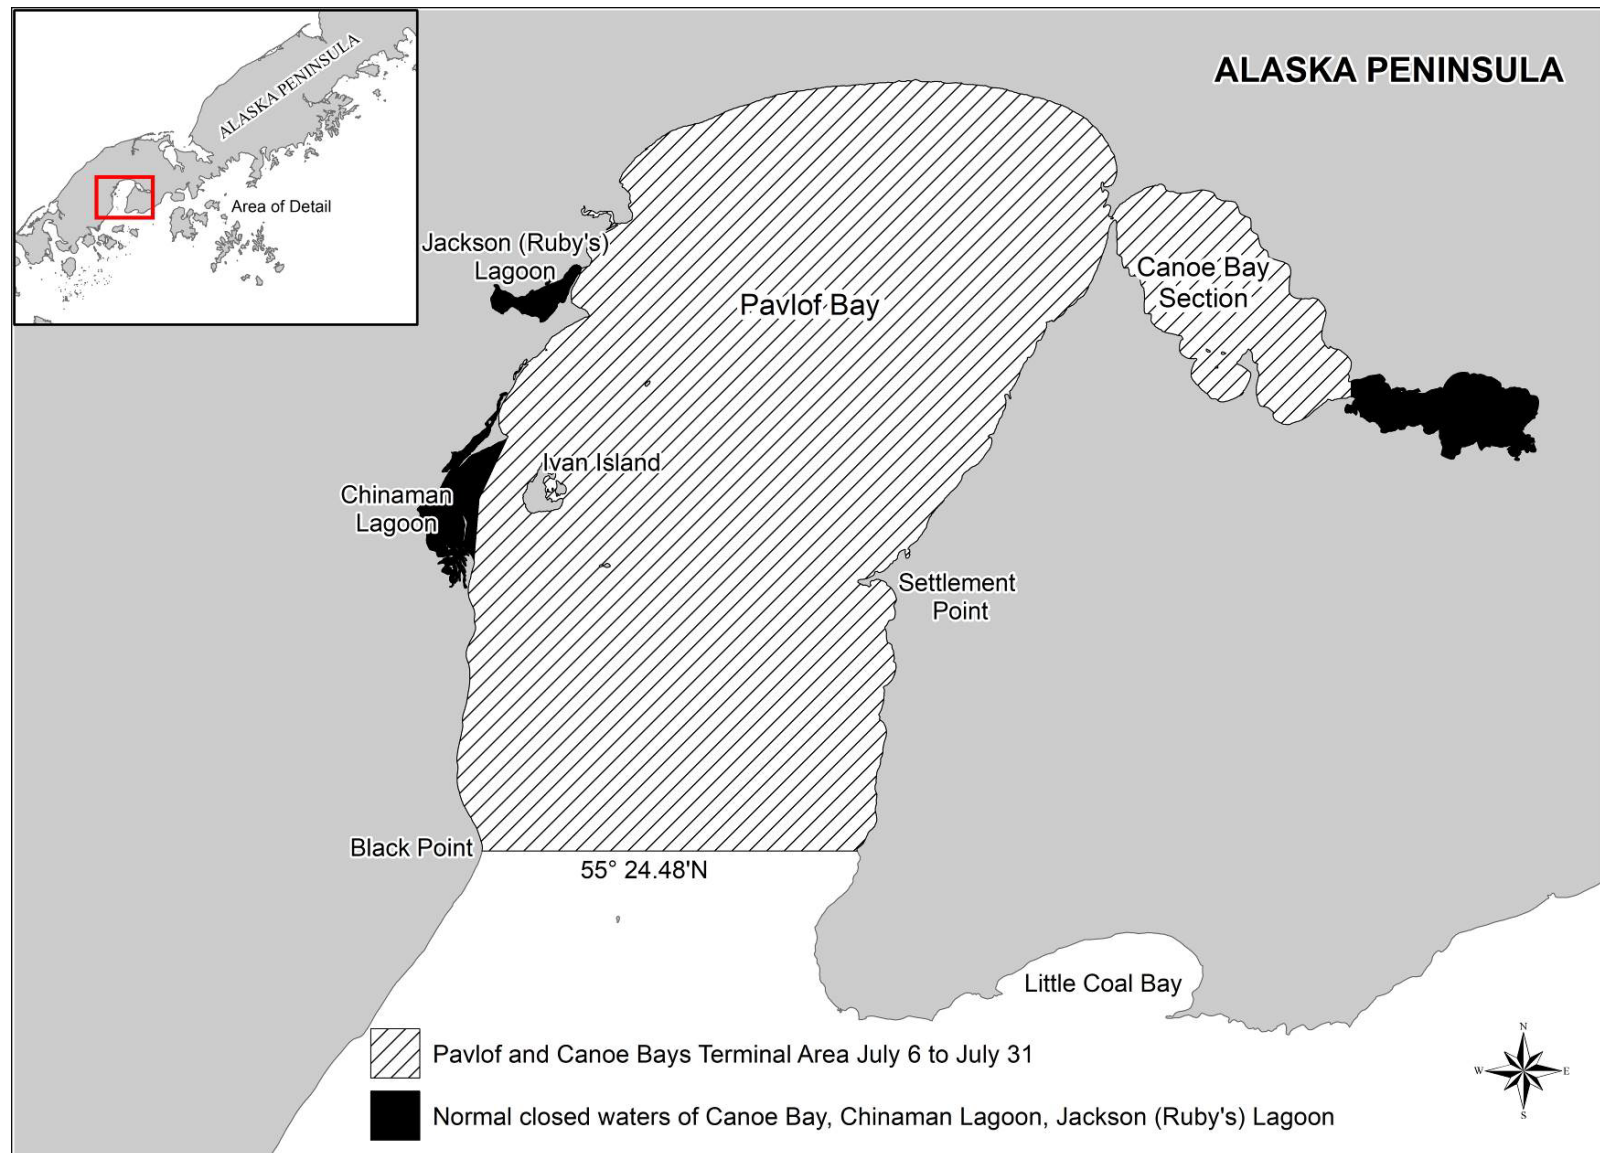 ALASKA PENINSULA
ALASKA PENINSULA
Area of Detail
Jackson (Ruby's)
Lagoon
Pavlof Bay
Canoe Bay
Section
Ivan Island
Chinaman
Lagoon
Settlement
Point
Black Point
55° 24.48'N
Little Coal Bay
N
W
E
S
Pavlof and Canoe Bays Terminal Area July 6 to July 31
Normal closed waters of Canoe Bay, Chinaman Lagoon, Jackson (Ruby's) Lagoon